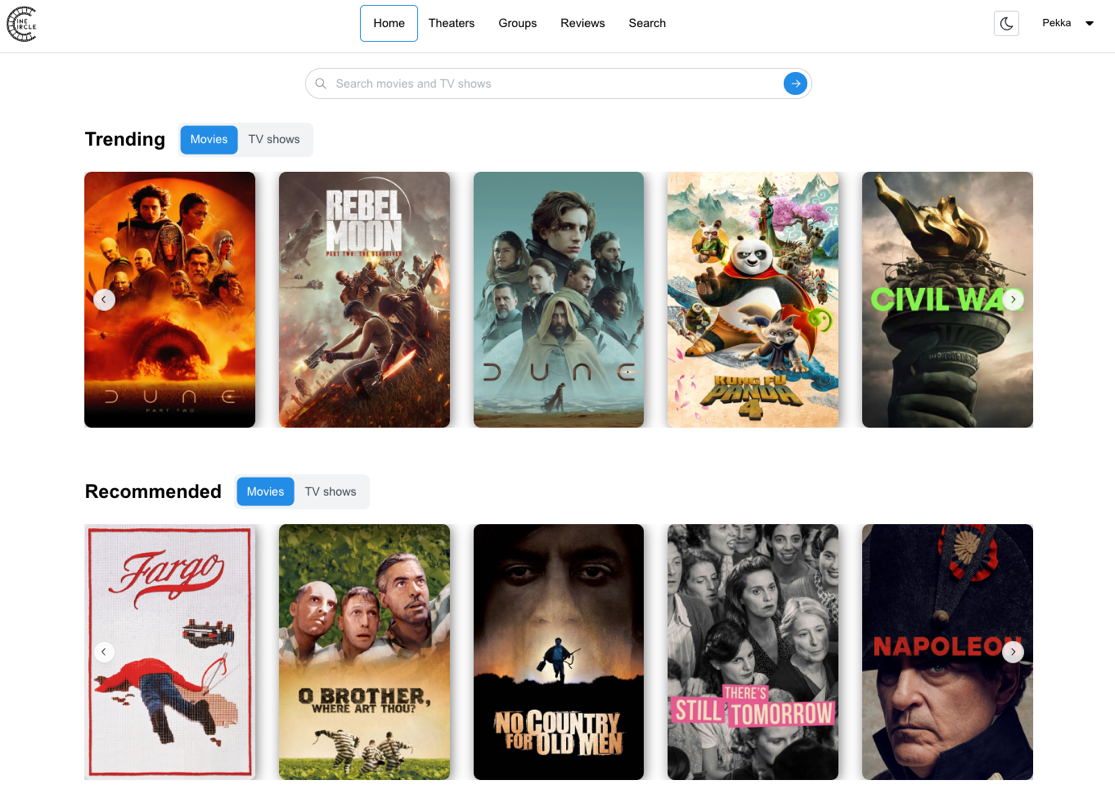 CINE
CIRCLE
Home
Theaters
Groups
Reviews
Search
Pekka
Search movies and TV shows
Trending
Movies
TV shows
DUNE
PART TWO
REBEL
MOON
PART TWO: THE SCARGIVER
DUNE
KUNG FU
PANDA
4
CIVIL WA
Recommended
Movies
TV shows
Fargo
O BROTHER,
WHERE ART THOU?
NO COUNTRY
FOR OLD MEN
THERE'S
STILL TOMORROW
NAPOLEON